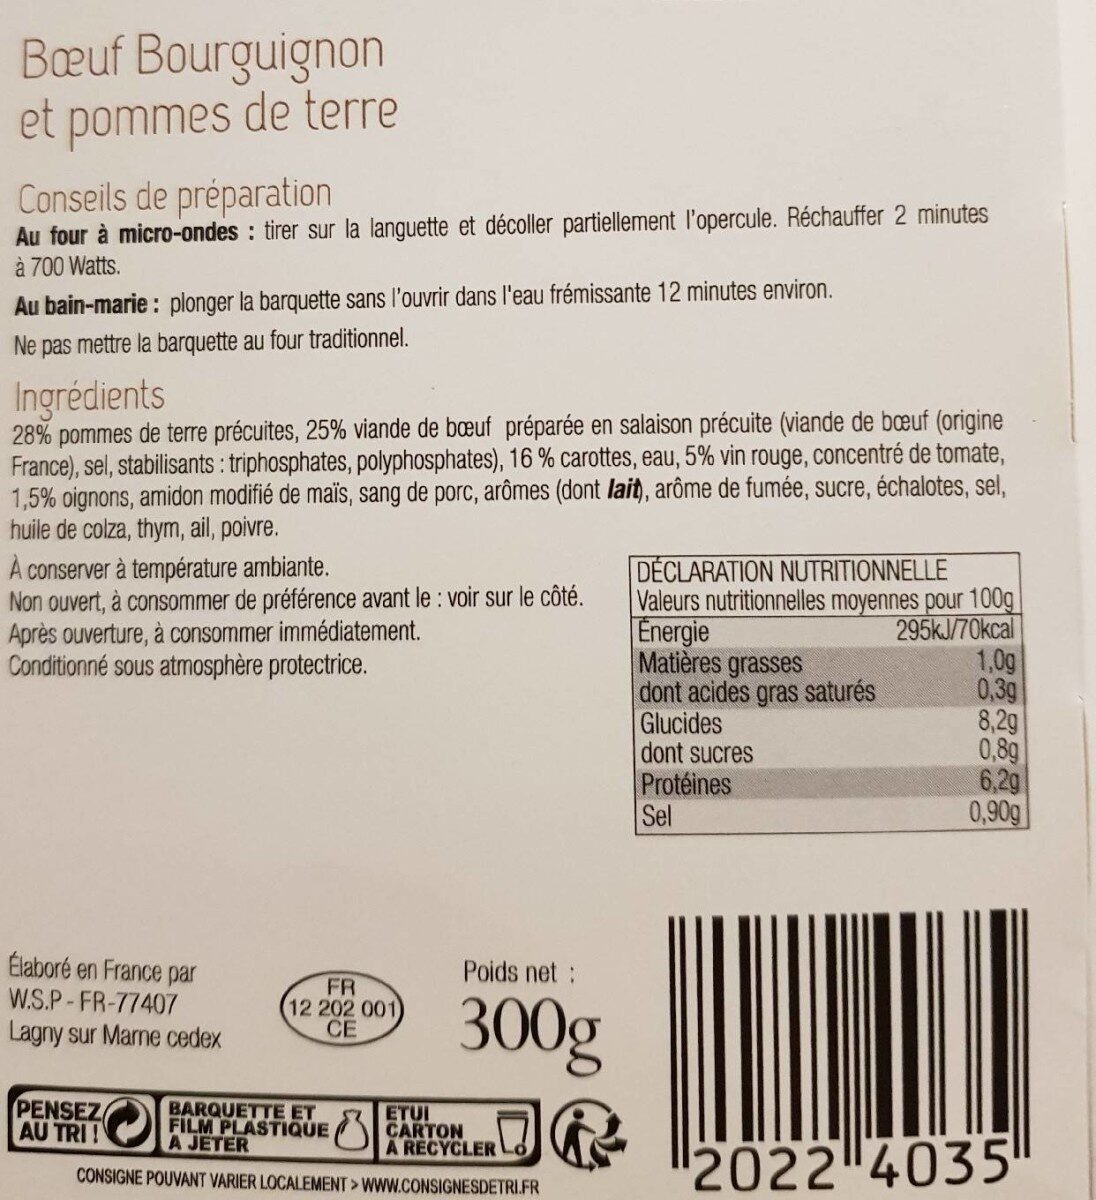 Bœuf Bourguignon
et pommes de terre
Conseils de préparation
Au four à micro-ondes : tirer sur la languette et décoller partiellement l'opercule. Réchauffer 2 minutes
à 700 Watts.
Au bain-marie : plonger la barquette sans l'ouvrir dans l'eau frémissante 12 minutes environ.
Ne pas mettre la barquette au four traditionnel.
Ingrédients
28% pommes de terre précuites, 25% viande de bœuf préparée en salaison précuite (viande de bœuf (origine
France), sel, stabilisants : triphosphates, polyphosphates), 16 % carottes, eau, 5% vin rouge, concentré de tomate,
1,5% oignons, amidon modifié de maïs, sang de porc, arômes (dont lait), arôme de fumée, sucre, échalotes, sel,
huile de colza, thym, ail, poivre.
À conserver à température ambiante.
Non ouvert, à consommer de préférence avant le : voir sur le côté.
Après ouverture, à consommer immédiatement.
Conditionné sous atmosphère protectrice.
DÉCLARATION NUTRITIONNELLE
Valeurs nutritionnelles moyennes pour 100g
Énergie 295kJ/70kcal
Matières grasses 1,0g
dont acides gras saturés 0,3g
Glucides 8,2g
dont sucres 0,8g
Protéines 6,2g
Sel 0,90g
Élaboré en France par
W.S.P - FR-77407
Lagny sur Marne cedex
FR
12 202 001
CE
Poids net :
300g
PENSEZ
AU TRI !
BARQUETTE ET
FILM PLASTIQUE
À JETER
ÉTUI
CARTON
À RECYCLER
CONSIGNE POUVANT VARIER LOCALEMENT > WWW.CONSIGNESDETRI.FR
2022 4035